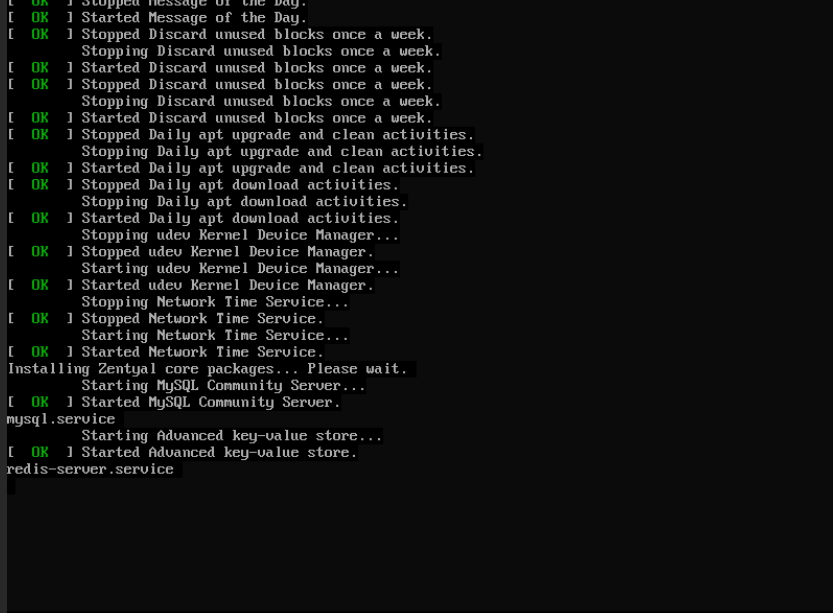 [  OK  ] Stopped Message of the Day.
[  OK  ] Started Message of the Day.
[  OK  ] Stopped Discard unused blocks once a week.
         Stopping Discard unused blocks once a week.
[  OK  ] Started Discard unused blocks once a week.
[  OK  ] Stopped Discard unused blocks once a week.
         Stopping Discard unused blocks once a week.
[  OK  ] Started Discard unused blocks once a week.
[  OK  ] Stopped Daily apt upgrade and clean activities.
         Stopping Daily apt upgrade and clean activities.
[  OK  ] Started Daily apt upgrade and clean activities.
[  OK  ] Stopped Daily apt download activities.
         Stopping Daily apt download activities.
[  OK  ] Started Daily apt download activities.
         Stopping udev Kernel Device Manager...
[  OK  ] Stopped udev Kernel Device Manager.
         Starting udev Kernel Device Manager...
[  OK  ] Started udev Kernel Device Manager.
         Stopping Network Time Service...
[  OK  ] Stopped Network Time Service.
         Starting Network Time Service...
[  OK  ] Started Network Time Service.
Installing Zentyal core packages... Please wait.
         Starting MySQL Community Server...
[  OK  ] Started MySQL Community Server.
mysql.service
         Starting Advanced key-value store...
[  OK  ] Started Advanced key-value store.
redis-server.service